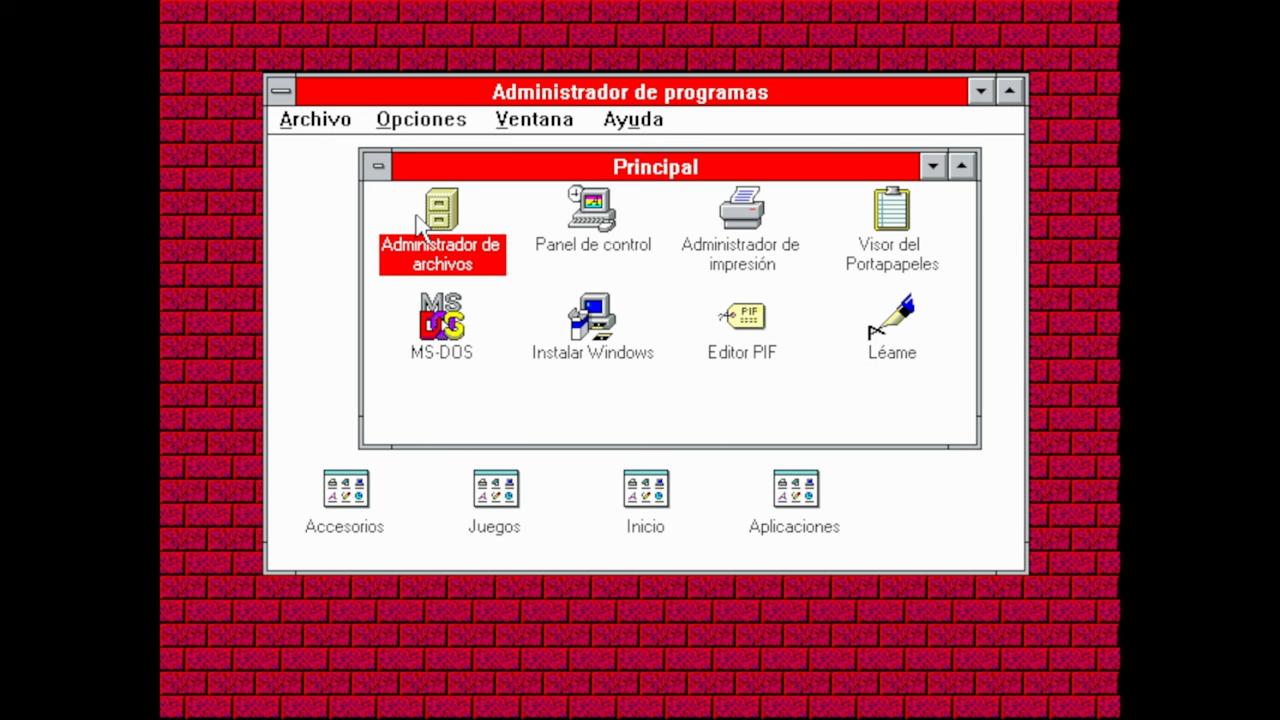 Administrador de programas
Archivo Opciones Ventana Ayuda
Principal
Administrador de
archivos
Panel de control
Administrador de
impresión
Visor del
Portapapeles
MS
DOS
MS-DOS
Instalar Windows
PIF
Editor PIF
Léame
Accesorios
Juegos
Inicio
Aplicaciones